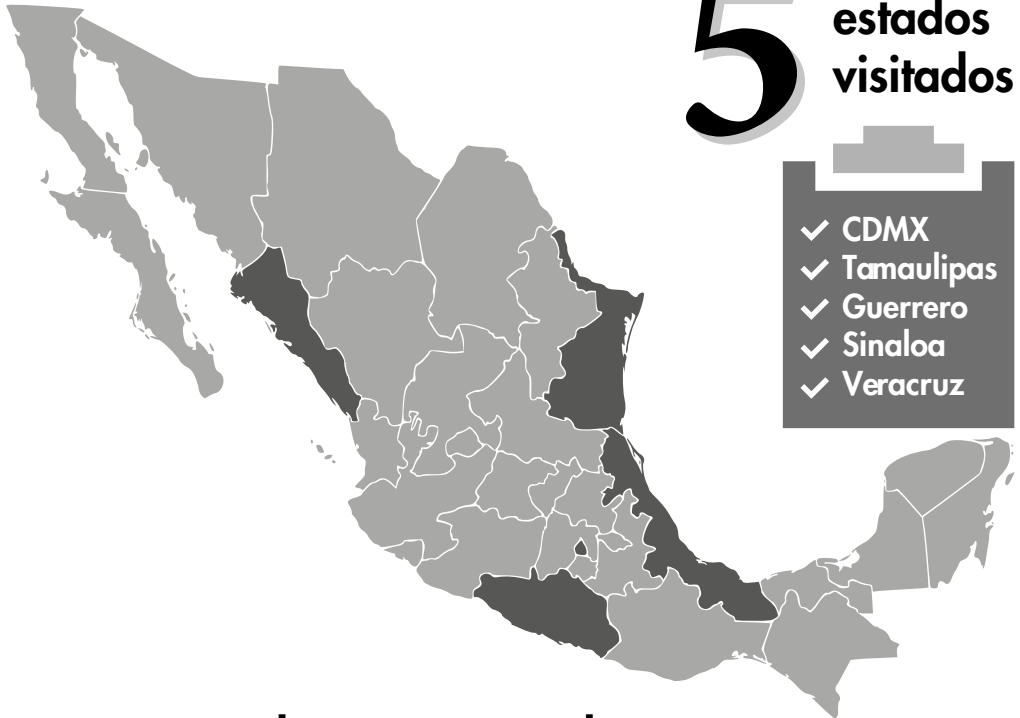 5 estados
visitados
CDMX
Tamaulipas
Guerrero
Sinaloa
Veracruz